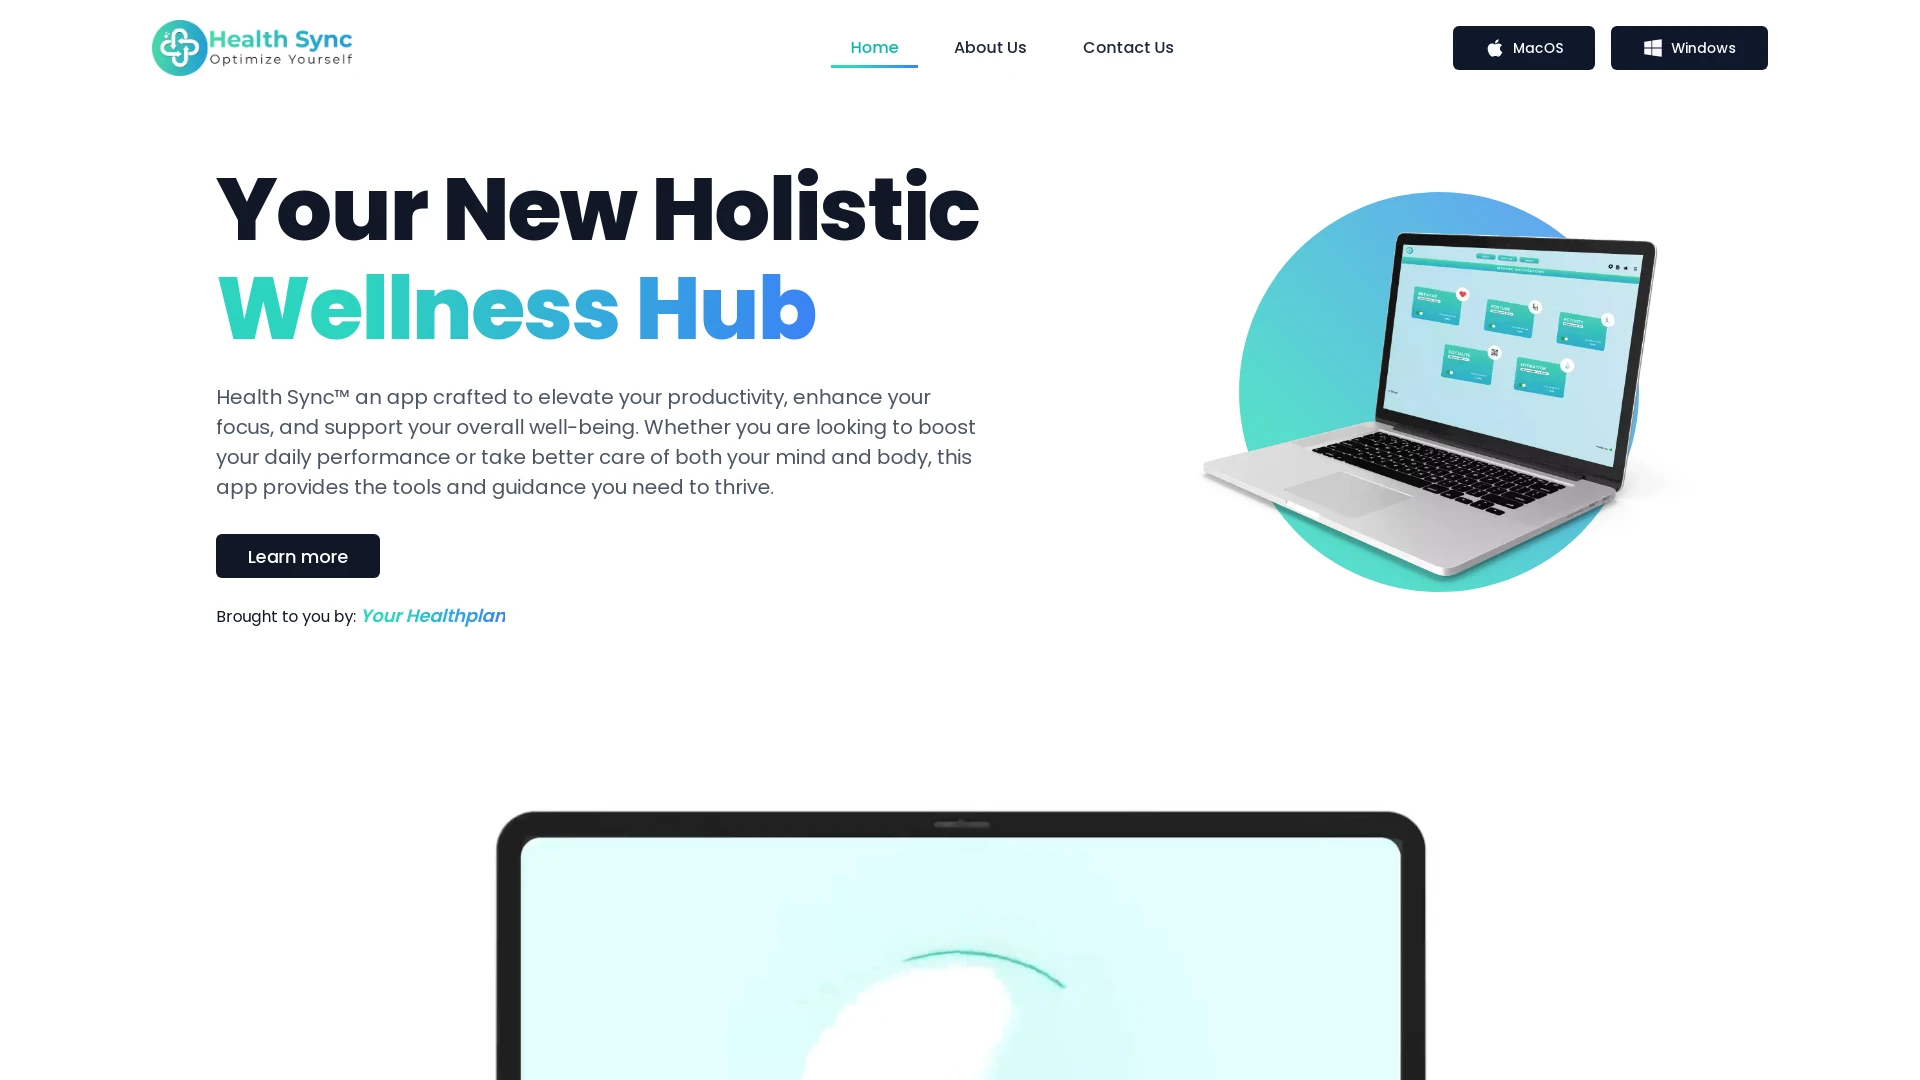 Health Sync
Optimize Yourself
Home
About Us
Contact Us
MacOS
Windows
Your New Holistic
Wellness Hub
Health Sync™ an app crafted to elevate your productivity, enhance your
focus, and support your overall well-being. Whether you are looking to boost
your daily performance or take better care of both your mind and body, this
app provides the tools and guidance you need to thrive.
Learn more
Brought to you by: Your Healthplan